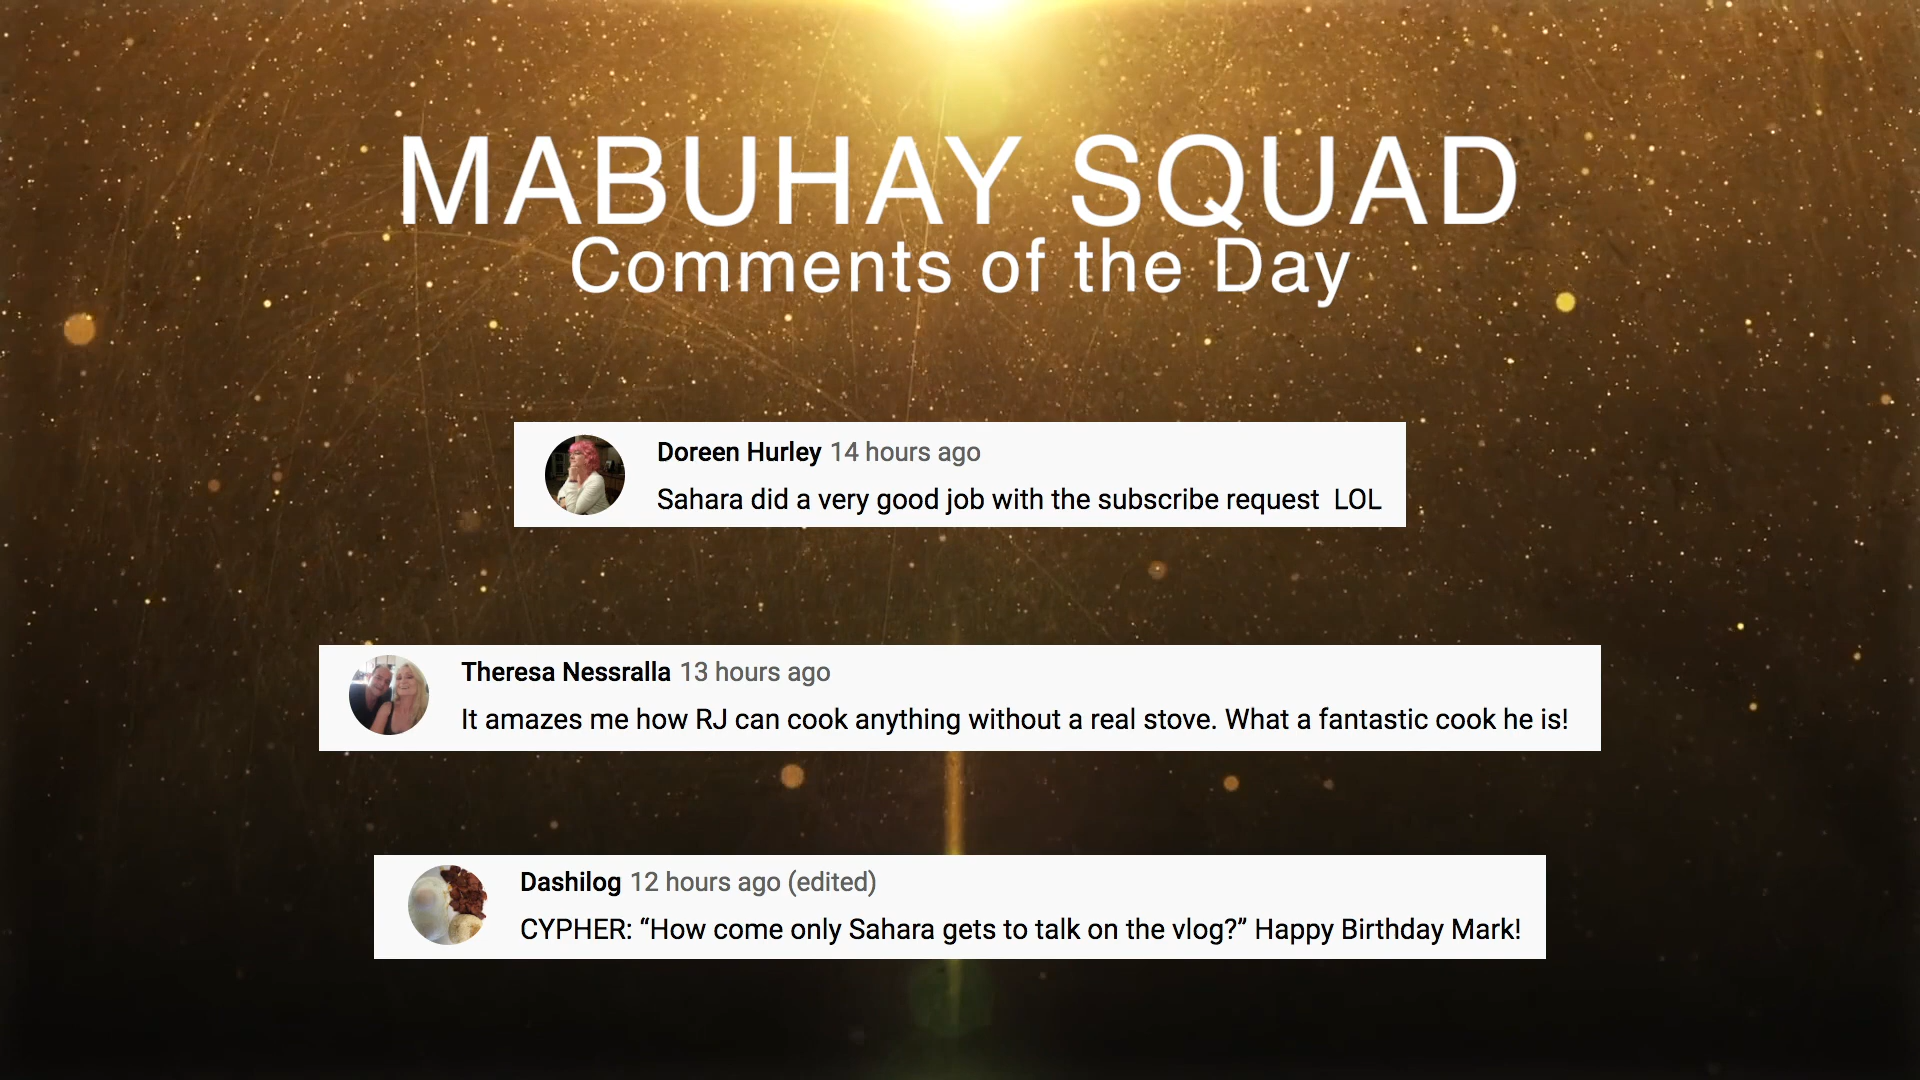 MABUHAY SQUAD
Comments of the Day
Doreen Hurley 14 hours ago
Sahara did a very good job with the subscribe request  LOL
Theresa Nessralla 13 hours ago
It amazes me how RJ can cook anything without a real stove. What a fantastic cook he is!
Dashilog 12 hours ago (edited)
CYPHER: “How come only Sahara gets to talk on the vlog?” Happy Birthday Mark!